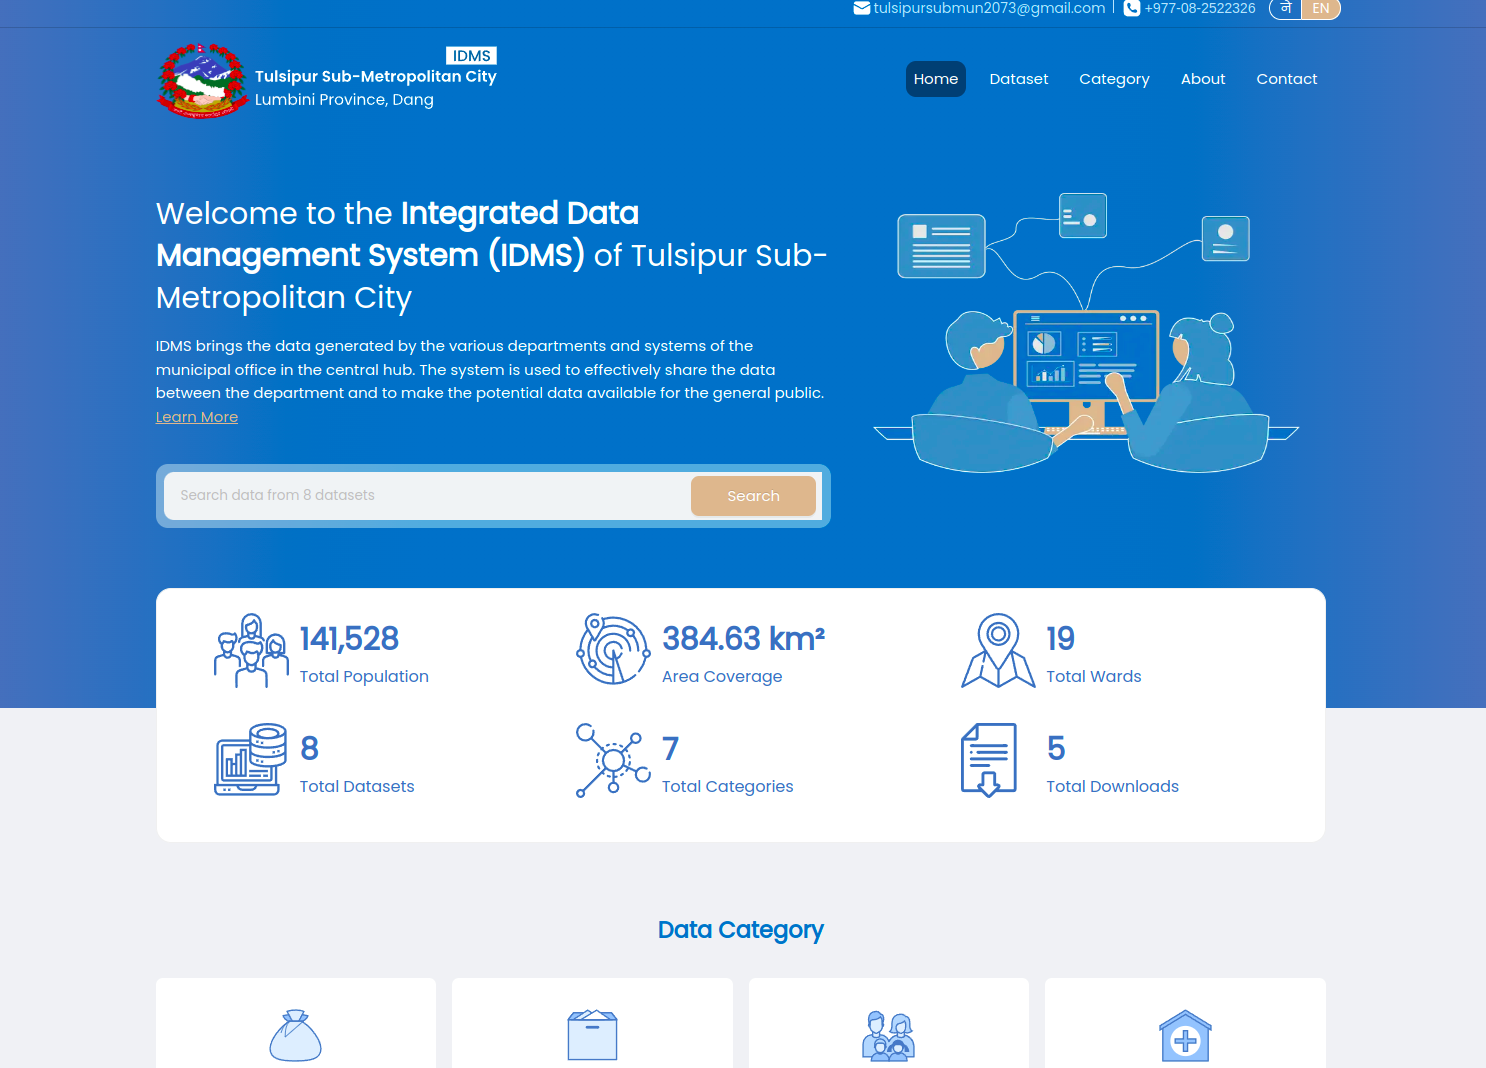 tulsipursubmun2073@gmail.com +977-08-2522326 ने EN
IDMS
Tulsipur Sub-Metropolitan City
Lumbini Province, Dang
Home Dataset Category About Contact
Welcome to the Integrated Data
Management System (IDMS) of Tulsipur Sub-
Metropolitan City
IDMS brings the data generated by the various departments and systems of the
municipal office in the central hub. The system is used to effectively share the data
between the department and to make the potential data available for the general public.
Learn More
Search data from 8 datasets Search
141,528
Total Population
384.63 km²
Area Coverage
19
Total Wards
8
Total Datasets
7
Total Categories
5
Total Downloads
Data Category